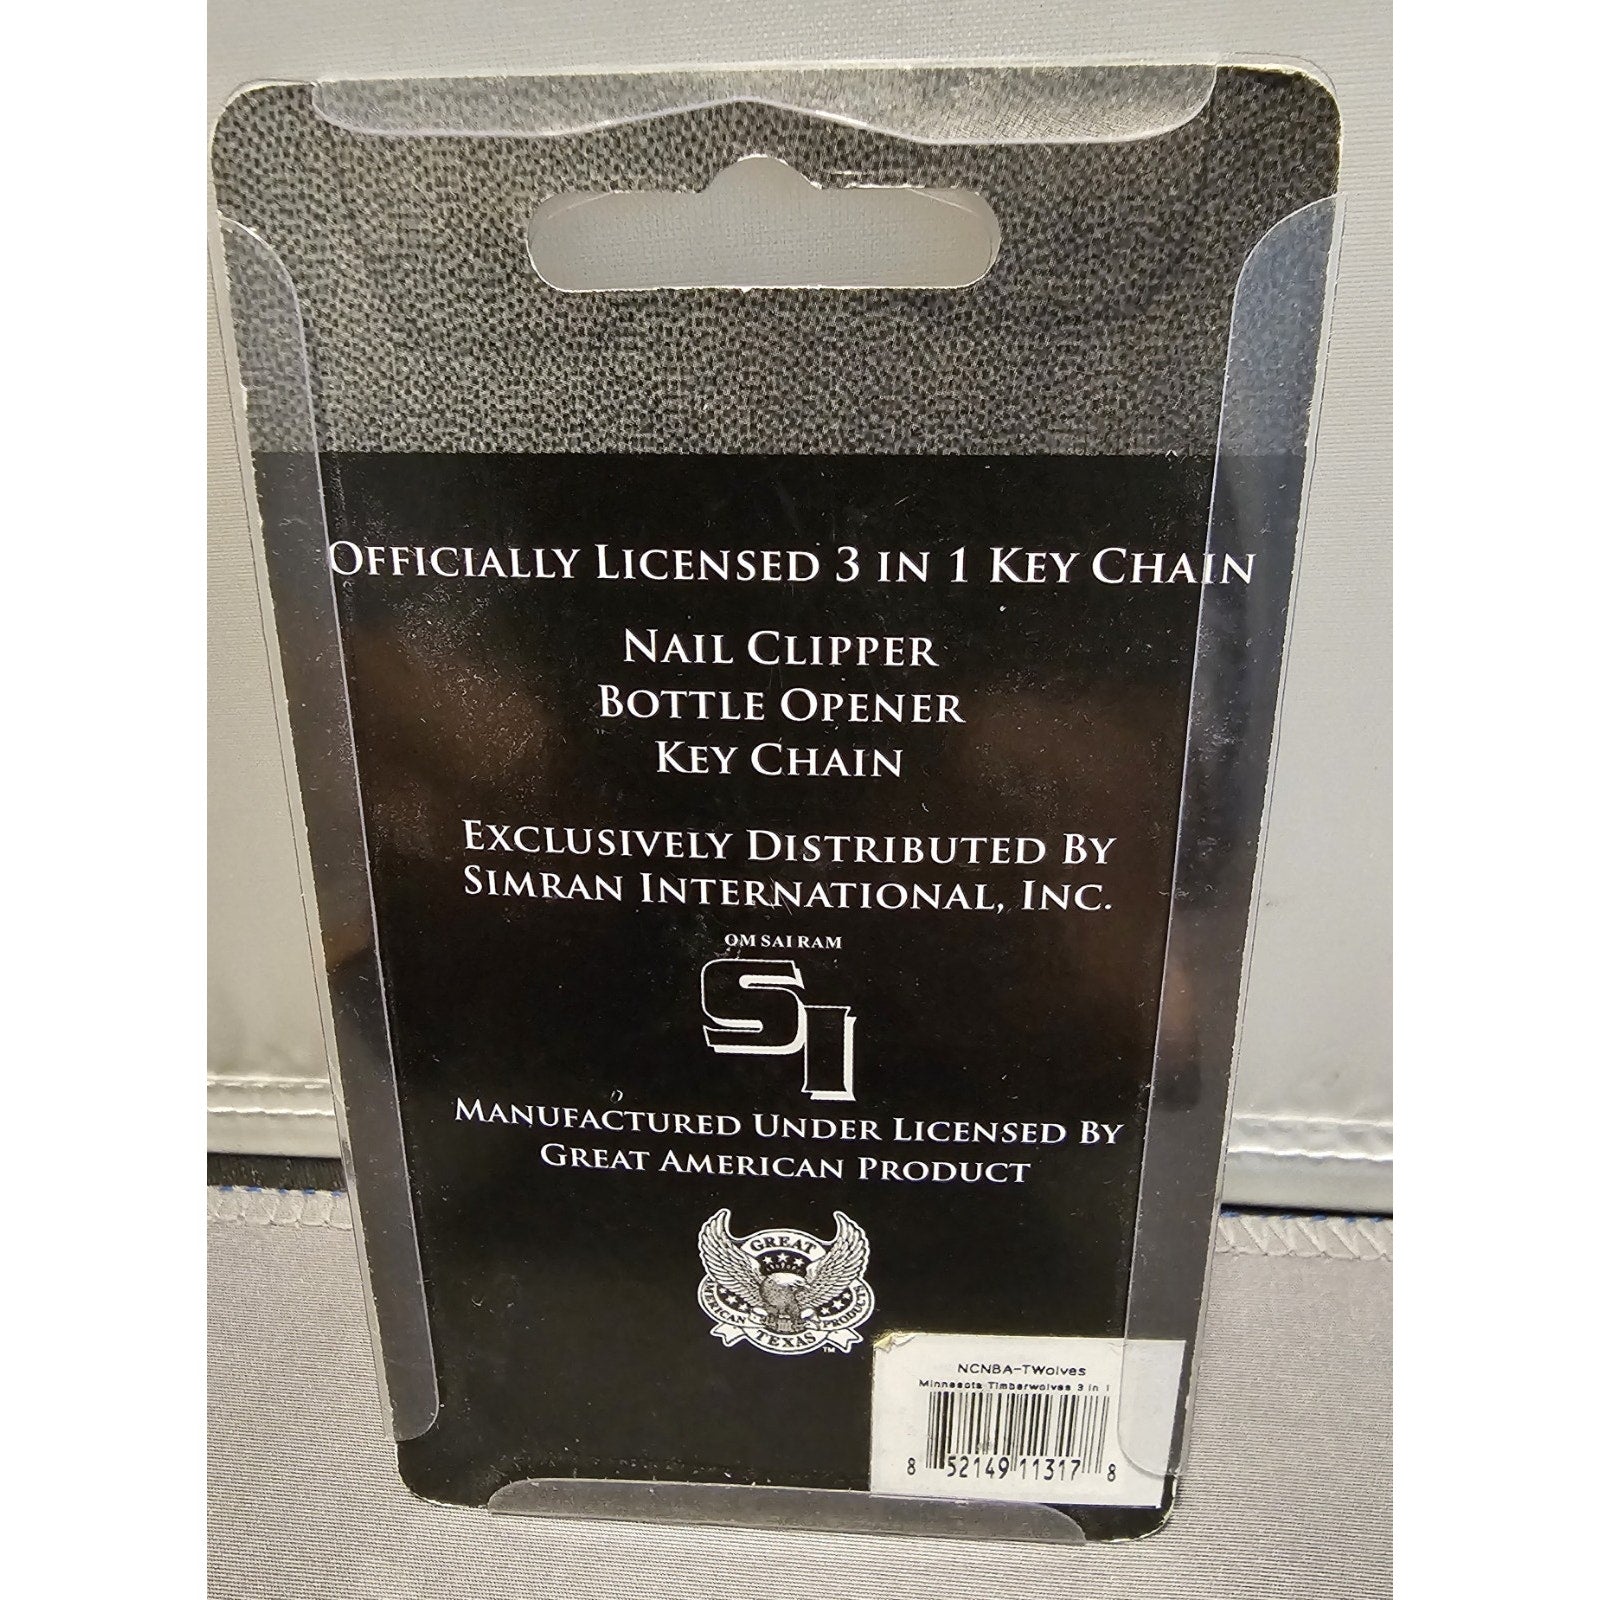 OFFICIALLY LICENSED 3 IN 1 KEY CHAIN
NAIL CLIPPER
BOTTLE OPENER
KEY CHAIN
EXCLUSIVELY DISTRIBUTED BY
SIMRAN INTERNATIONAL, INC.
OM SAI RAM
SI
MANUFACTURED UNDER LICENSED BY
GREAT AMERICAN PRODUCT
GREAT
AMERICAN PRODUCTS
TEXAS
TM
NCNBA-TWolves
Minnesota Timberwolves 3 in 1
8 52149 11317 8